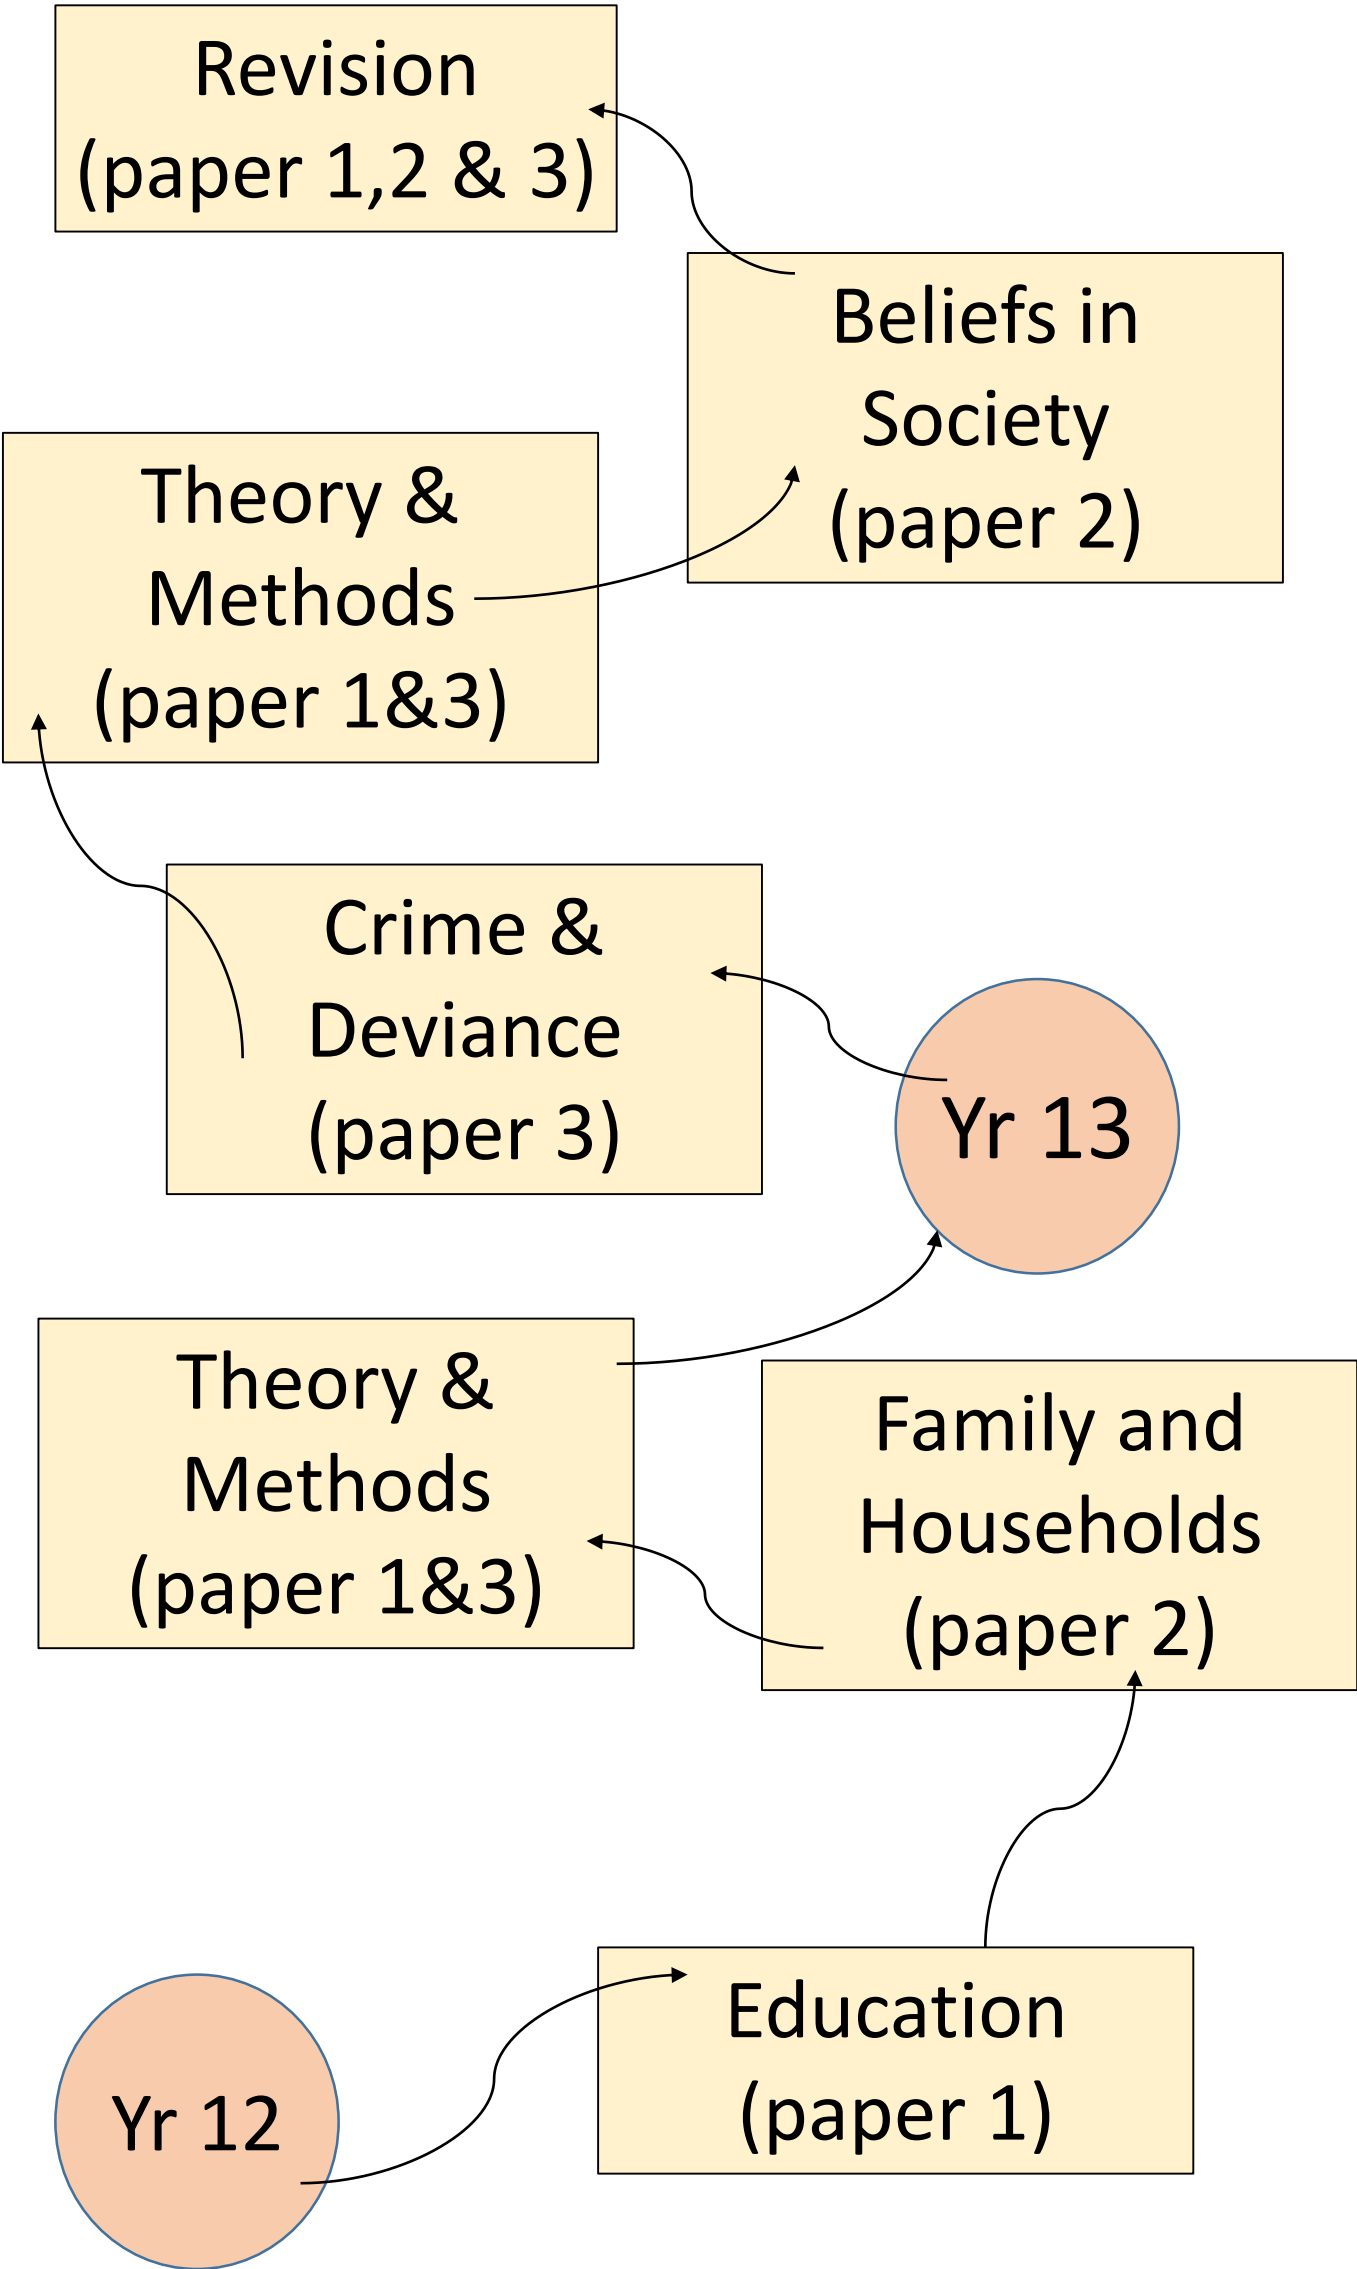 Revision
(paper 1,2 & 3)
Beliefs in
Society
(paper 2)
Theory &
Methods
(paper 1&3)
Crime &
Deviance
(paper 3)
Yr 13
Theory &
Methods
(paper 1&3)
Family and
Households
(paper 2)
Education
(paper 1)
Yr 12